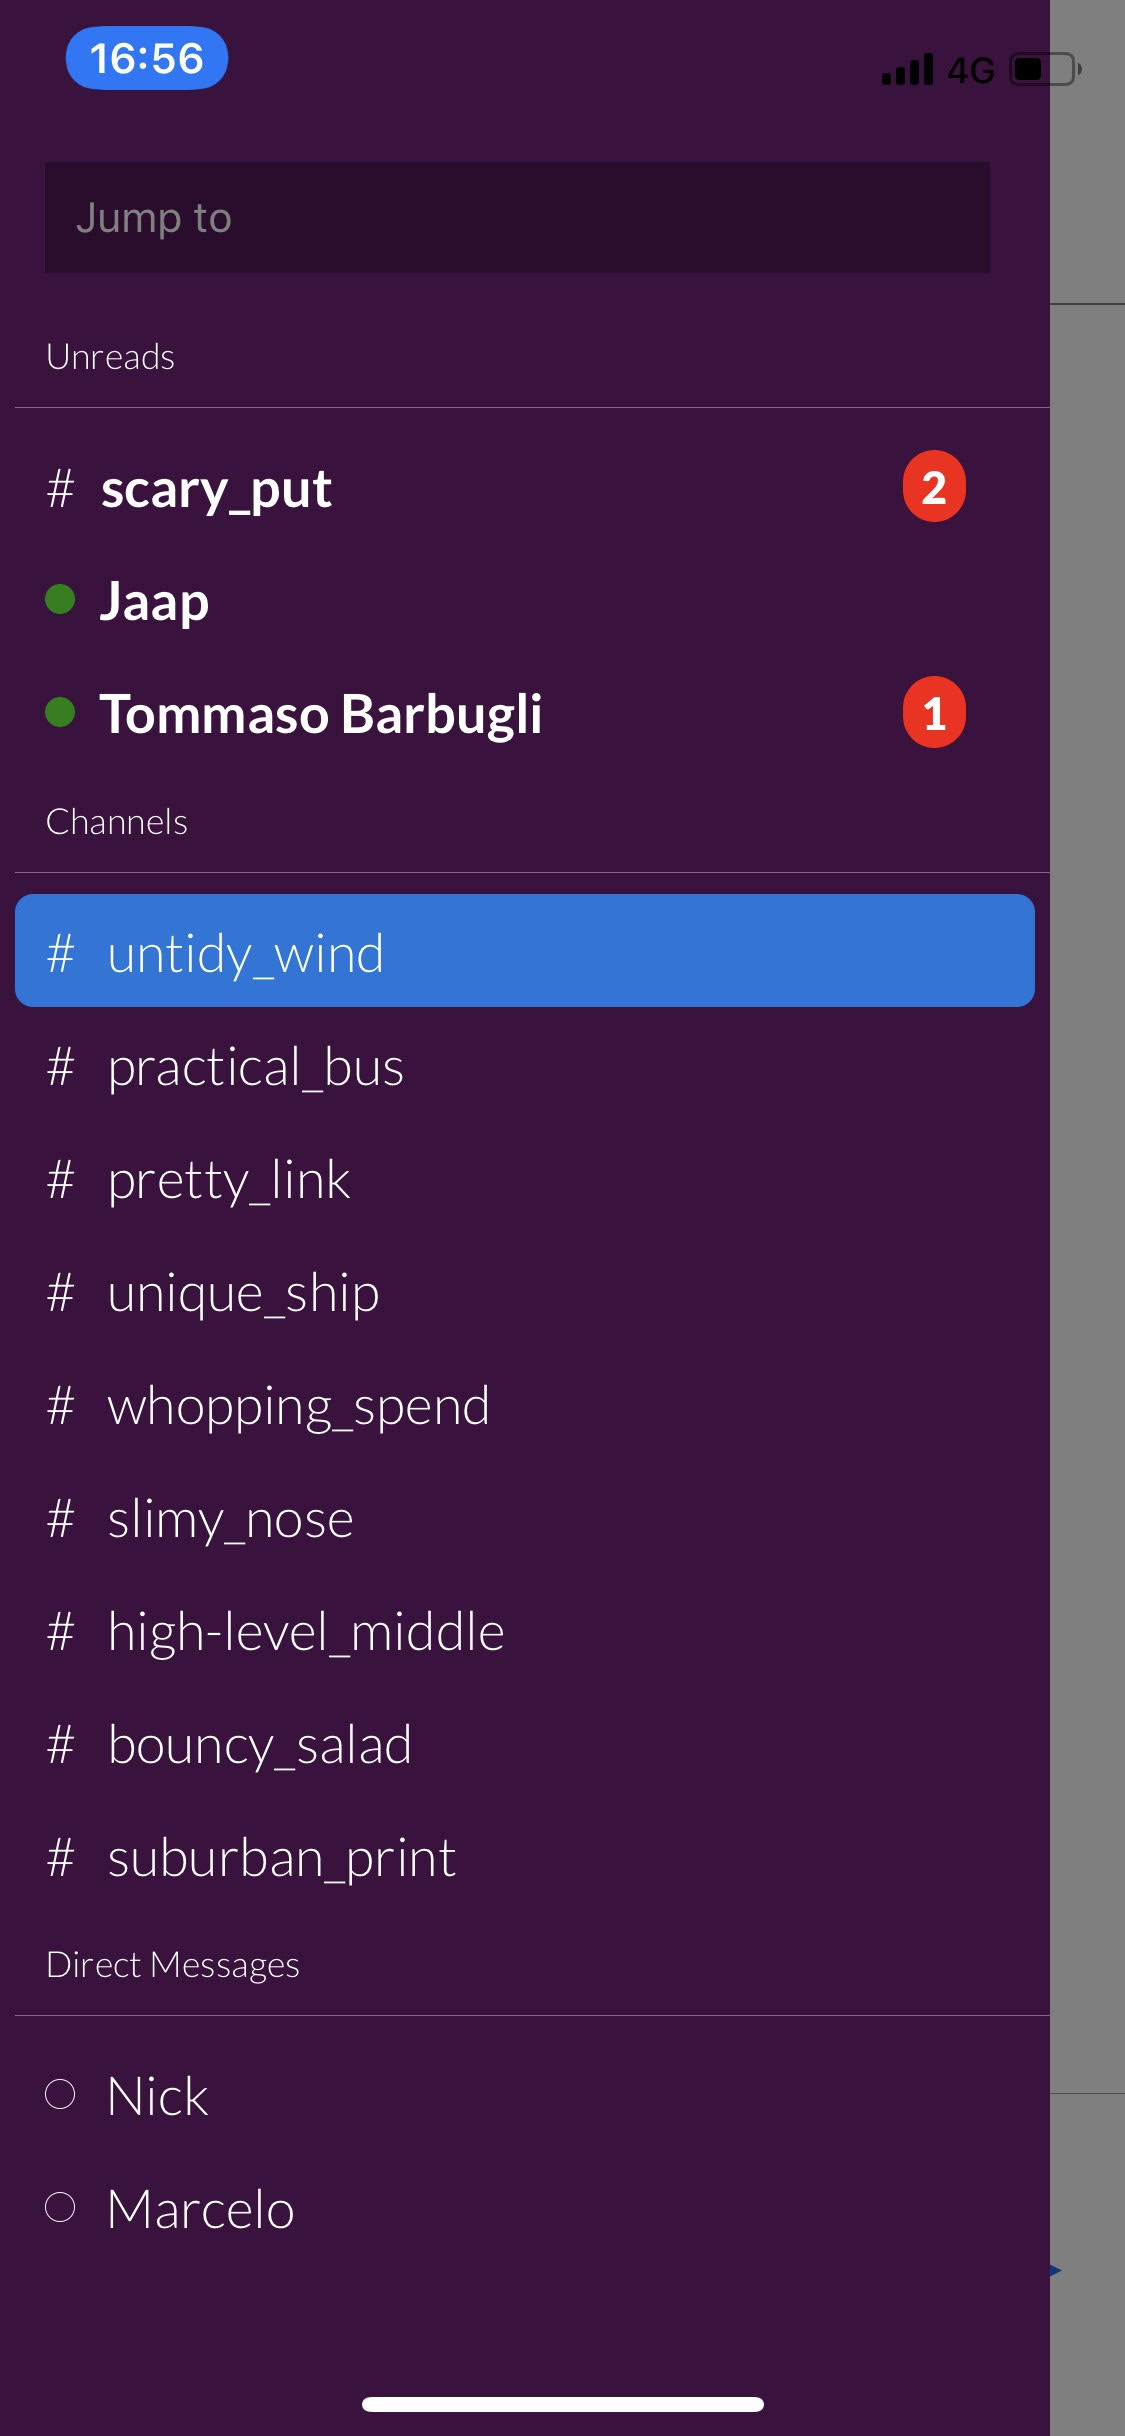 16:56
4G
Jump to
Unreads
# scary_put 2
Jaap
Tommaso Barbugli 1
Channels
# untidy_wind
# practical_bus
# pretty_link
# unique_ship
# whopping_spend
# slimy_nose
# high-level_middle
# bouncy_salad
# suburban_print
Direct Messages
Nick
Marcelo